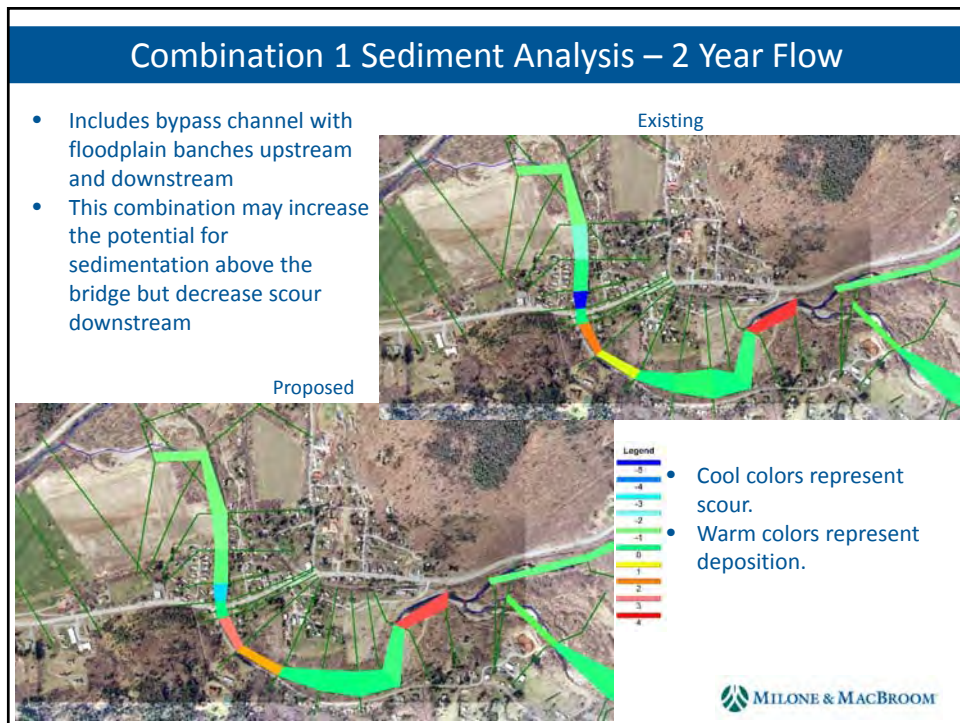 Combination 1 Sediment Analysis – 2 Year Flow
• Includes bypass channel with
floodplain banches upstream
and downstream
• This combination may increase
the potential for
sedimentation above the
bridge but decrease scour
downstream
Existing
Proposed
Legend
-5
-4
-3
-2
-1
0
1
2
3
4
• Cool colors represent
scour.
• Warm colors represent
deposition.
MILONE & MACBROOM